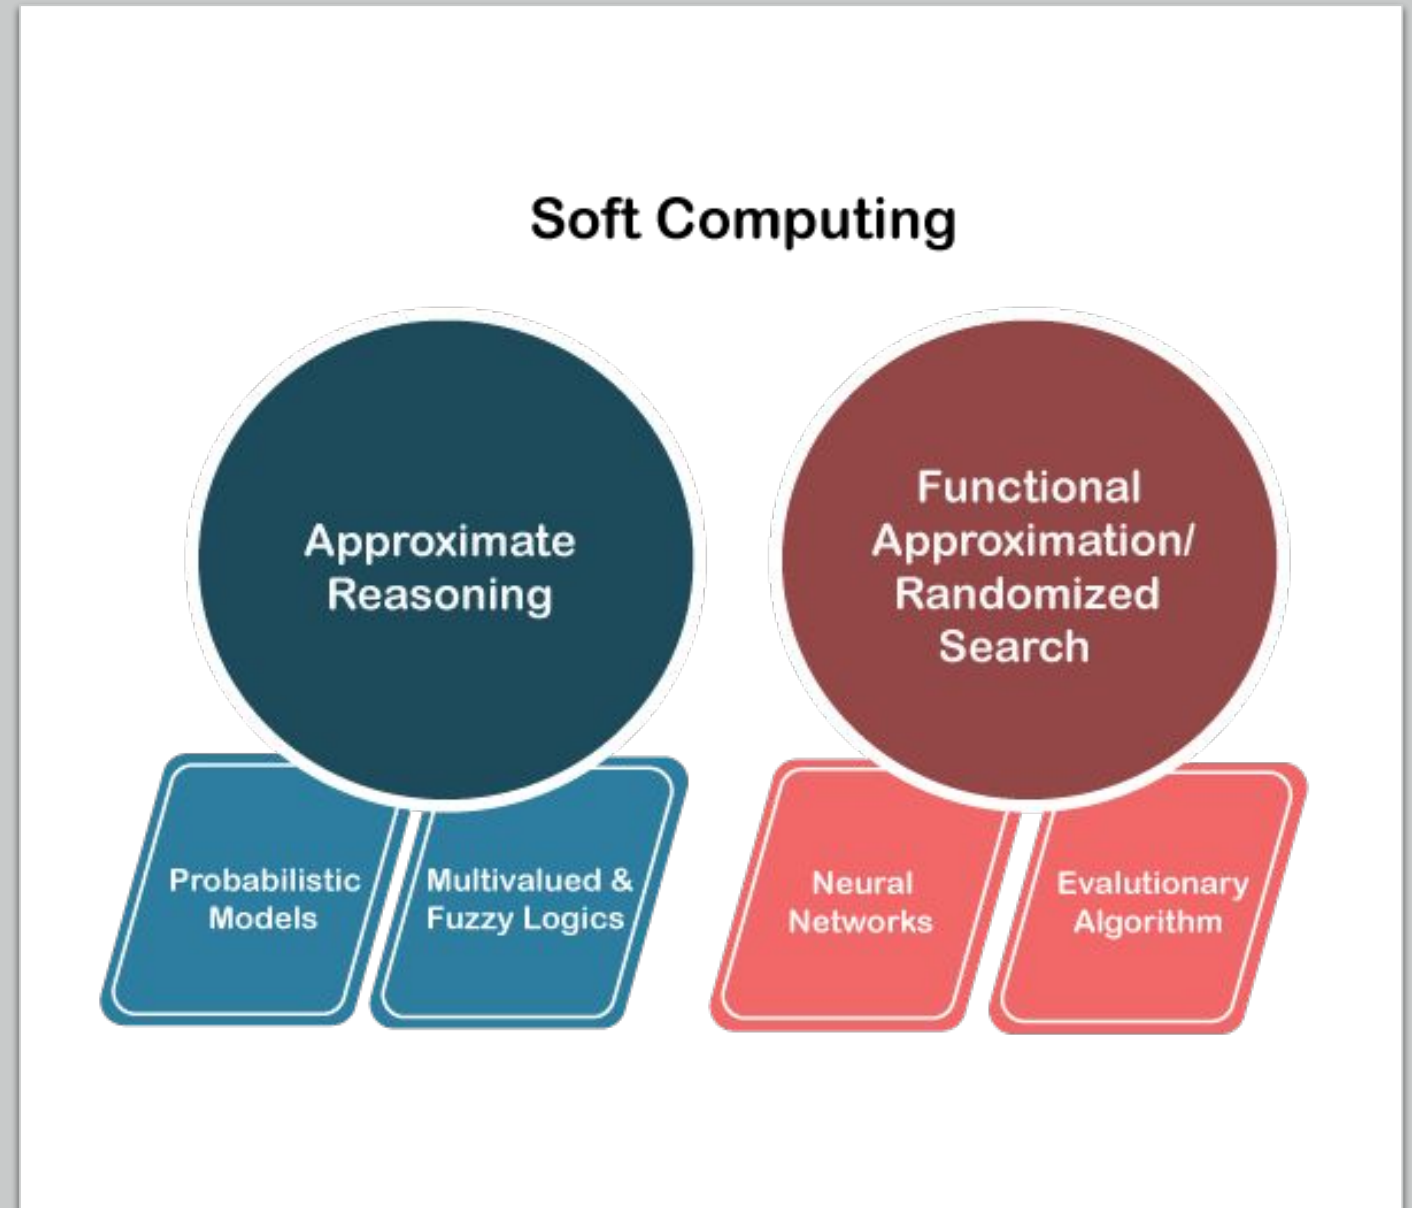 Soft Computing
Approximate
Reasoning
Functional
Approximation/
Randomized
Search
Probabilistic
Models
Multivalued &
Fuzzy Logics
Neural
Networks
Evalutionary
Algorithm